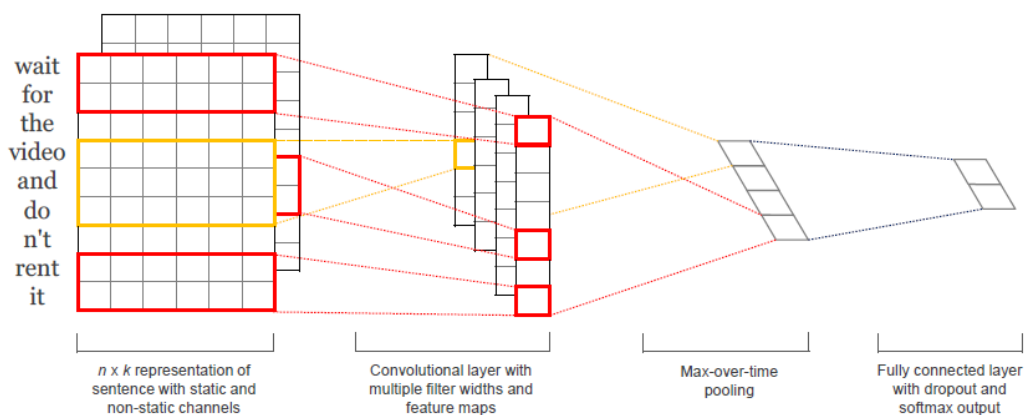 wait
for
the
video
and
do
n't
rent
it
n x k representation of
sentence with static and
non-static channels
Convolutional layer with
multiple filter widths and
feature maps
Max-over-time
pooling
Fully connected layer
with dropout and
softmax output